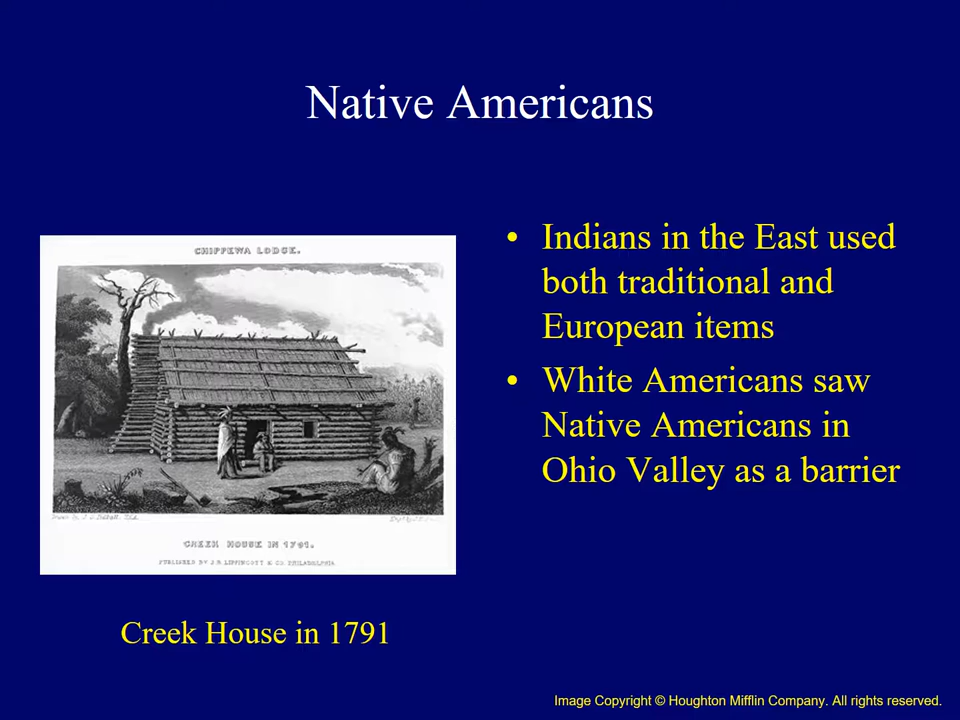 Native Americans
CHIPPEWA LODGE.
CREEK HOUSE IN 1791.
PUBLISHED BY J.B. LIPPINCOTT & CO. PHILADELPHIA
Creek House in 1791
• Indians in the East used
both traditional and
European items
• White Americans saw
Native Americans in
Ohio Valley as a barrier
Image Copyright © Houghton Mifflin Company. All rights reserved.